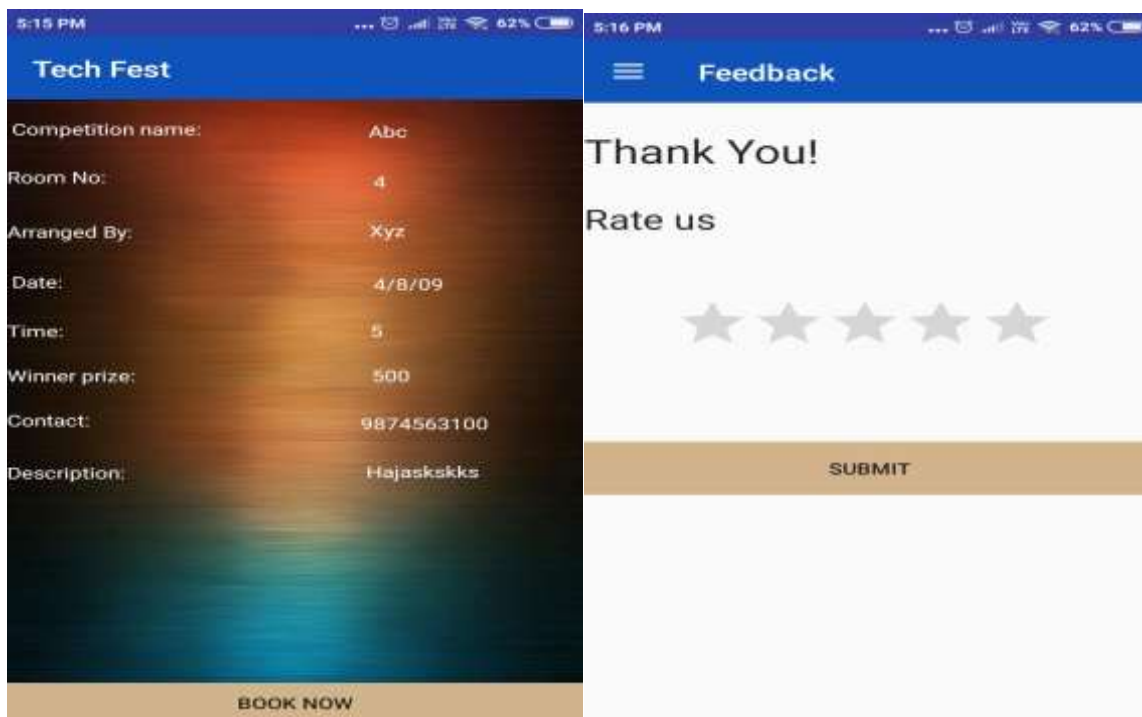 5:15 PM
... 62%
Tech Fest
Competition name: Abc
Room No: 4
Arranged By: Xyz
Date: 4/8/09
Time: 5
Winner prize: 500
Contact: 9874563100
Description: Hajaskskks
BOOK NOW
5:16 PM
... 62%
Feedback
Thank You!
Rate us
SUBMIT